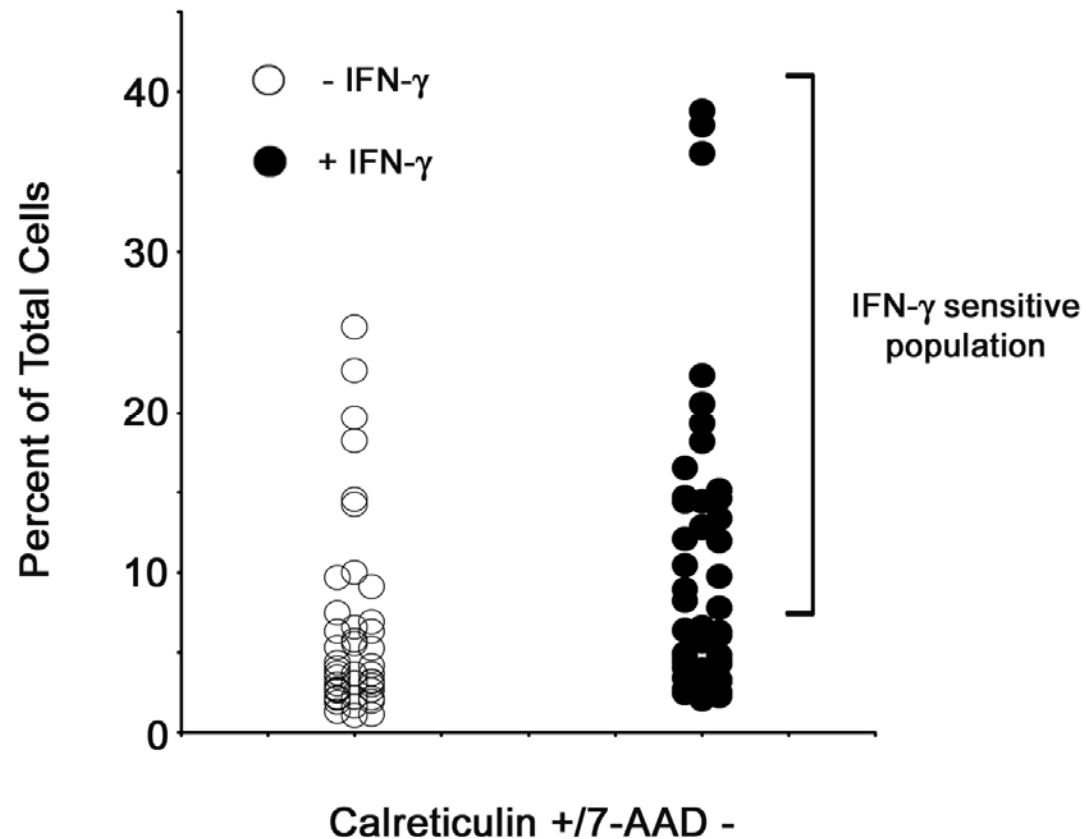 - IFN-γ
+ IFN-γ
40
30
20
10
0
Percent of Total Cells
IFN-γ sensitive
population
Calreticulin +/7-AAD -